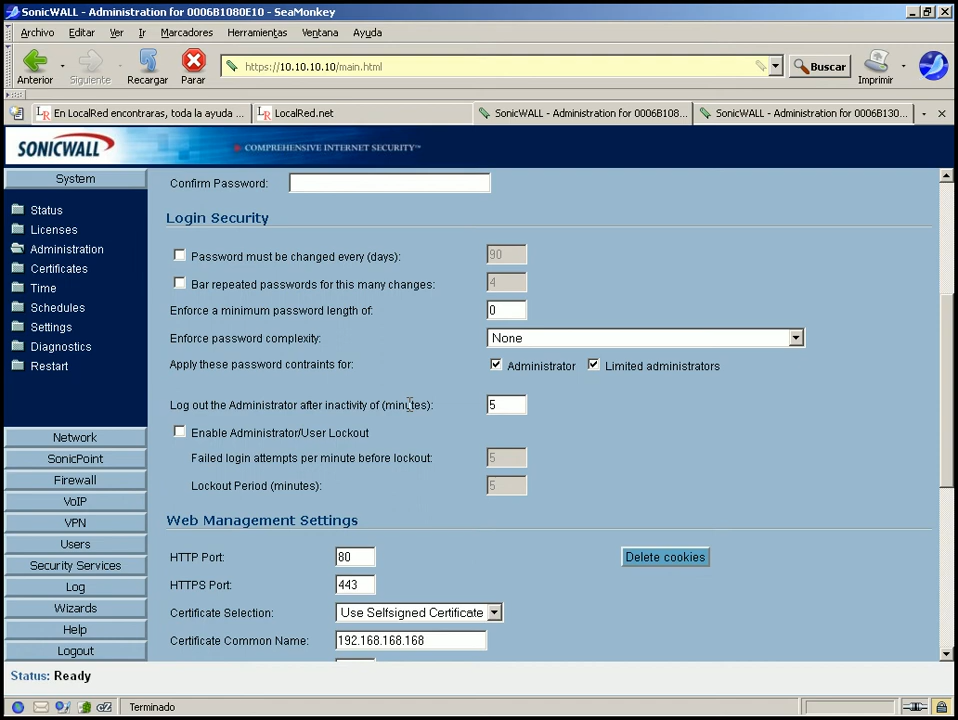 SonicWALL - Administration for 0006B1080E10 - SeaMonkey
Archivo Editar Ver Ir Marcadores Herramientas Ventana Ayuda
Anterior Siguiente Recargar Parar https://10.10.10.10/main.html Buscar Imprimir
En LocalRed encontraras, toda la ayuda ... LocalRed.net SonicWALL - Administration for 0006B108... SonicWALL - Administration for 0006B130...
SONICWALL COMPREHENSIVE INTERNET SECURITY™
System
Status
Licenses
Administration
Certificates
Time
Schedules
Settings
Diagnostics
Restart
Network
SonicPoint
Firewall
VoIP
VPN
Users
Security Services
Log
Wizards
Help
Logout
Confirm Password:
Login Security
Password must be changed every (days): 90
Bar repeated passwords for this many changes: 4
Enforce a minimum password length of: 0
Enforce password complexity: None
Apply these password contraints for: Administrator Limited administrators
Log out the Administrator after inactivity of (minutes): 5
Enable Administrator/User Lockout
Failed login attempts per minute before lockout: 5
Lockout Period (minutes): 5
Web Management Settings
HTTP Port: 80 Delete cookies
HTTPS Port: 443
Certificate Selection: Use Selfsigned Certificate
Certificate Common Name: 192.168.168.168
Status: Ready
Terminado